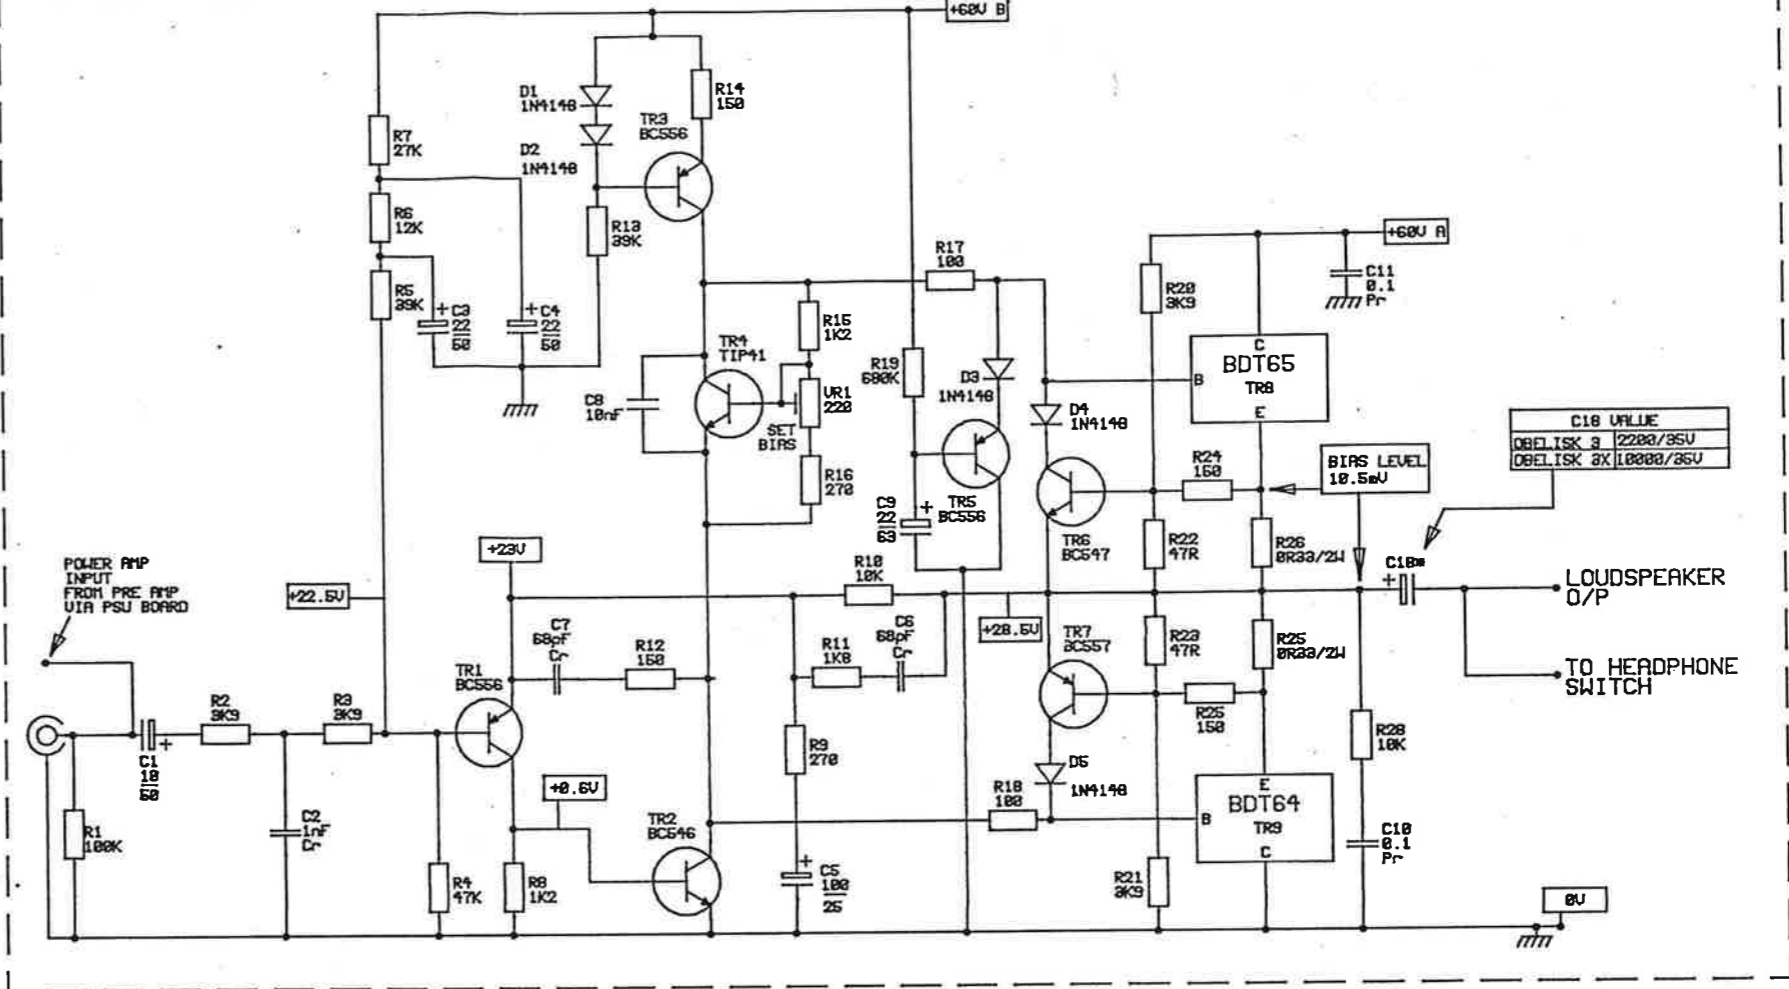 +60V B
D1
1N4148
D2
1N4148
R14
150
TR3
BC556
R7
27K
R6
12K
R5
39K
C3
22
50
C4
22
50
R13
39K
R17
100
+60V A
R20
3K9
C11
0.1
Pr
R15
1K2
TR4
TIP41
C8
10nF
VR1
220
SET
BIAS
R16
270
R19
680K
D3
1N4148
D4
1N4148
BDT65
TR8
C
B
E
C18 VALUE
OBELISK 3 2200/35V
OBELISK 3X 10000/35V
BIAS LEVEL
10.5mV
R24
150
TR5
BC556
C9
22
63
TR6
BC547
R22
47R
R26
0R33/2W
C18*
LOUDSPEAKER
O/P
TO HEADPHONE
SWITCH
POWER AMP
INPUT
FROM PRE AMP
VIA PSU BOARD
+22.5V
+23V
R10
10K
+28.5V
C7
68pF
Cr
R12
150
R11
1K8
C6
68pF
Cr
TR7
BC557
R23
47R
R25
0R33/2W
R25
150
TR1
BC556
R2
3K9
R3
3K9
C1
10
50
R1
100K
C2
1nF
Cr
R4
47K
R8
1K2
+0.6V
TR2
BC546
R9
270
C5
100
25
R18
100
D5
1N4148
BDT64
TR9
E
B
C
R21
3K9
R28
10K
C10
0.1
Pr
0V